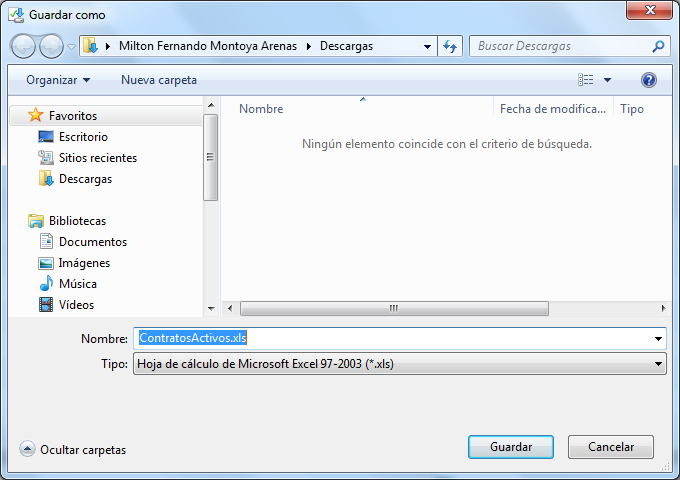 Guardar como
Milton Fernando Montoya Arenas
Descargas
Buscar Descargas
Organizar
Nueva carpeta
Favoritos
Escritorio
Sitios recientes
Descargas
Bibliotecas
Documentos
Imágenes
Música
Vídeos
Nombre
Fecha de modifica...
Tipo
Ningún elemento coincide con el criterio de búsqueda.
Nombre: ContratosActivos.xls
Tipo: Hoja de cálculo de Microsoft Excel 97-2003 (*.xls)
Ocultar carpetas
Guardar
Cancelar